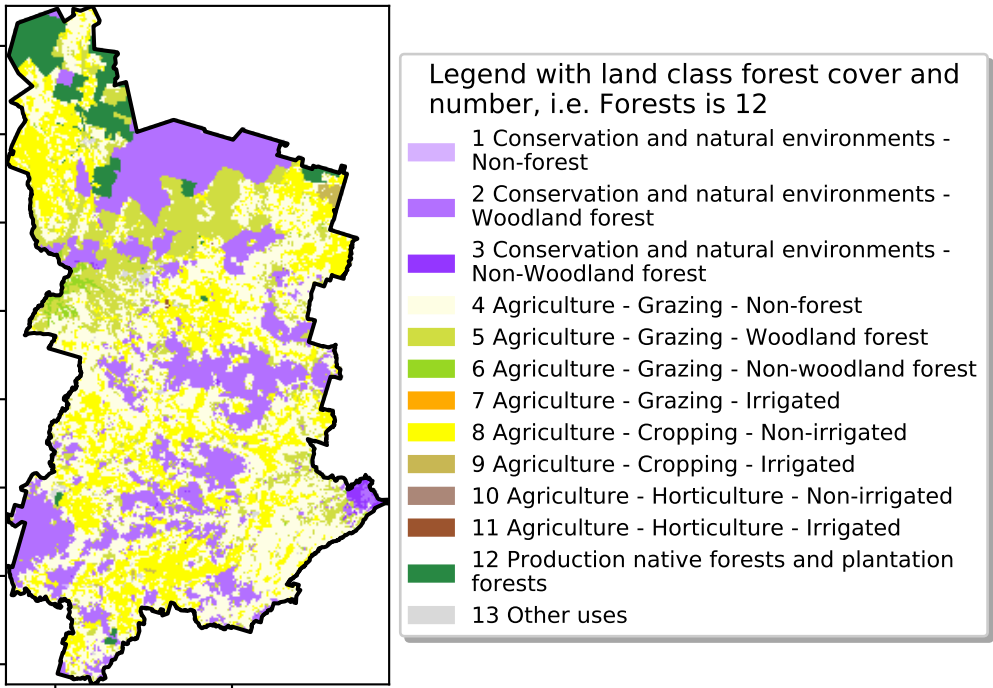 Legend with land class forest cover and
number, i.e. Forests is 12
1 Conservation and natural environments -
Non-forest
2 Conservation and natural environments -
Woodland forest
3 Conservation and natural environments -
Non-Woodland forest
4 Agriculture - Grazing - Non-forest
5 Agriculture - Grazing - Woodland forest
6 Agriculture - Grazing - Non-woodland forest
7 Agriculture - Grazing - Irrigated
8 Agriculture - Cropping - Non-irrigated
9 Agriculture - Cropping - Irrigated
10 Agriculture - Horticulture - Non-irrigated
11 Agriculture - Horticulture - Irrigated
12 Production native forests and plantation
forests
13 Other uses